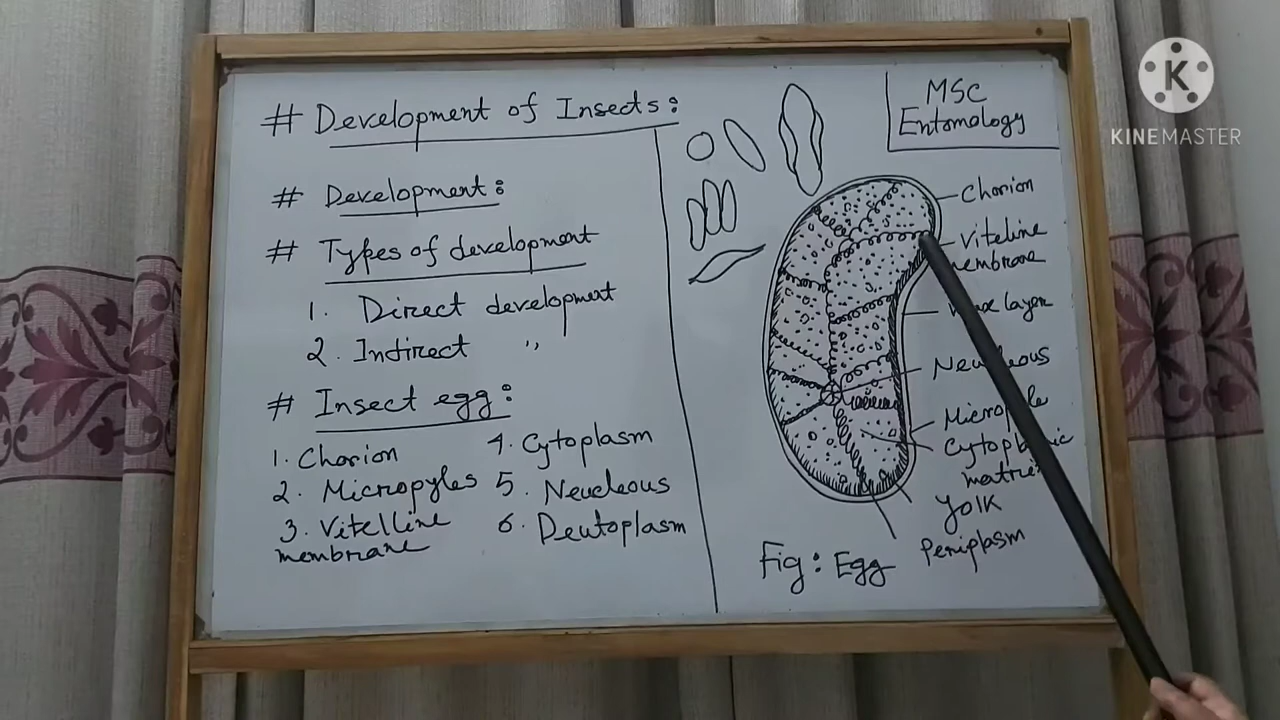 # Development of Insects:
# Development:
# Types of development
1. Direct development
2. Indirect "
# Insect egg:
1. Chorion
2. Micropyles
3. Vitelline
membrane
4. Cytoplasm
5. Neucleous
6. Deutoplasm
MSC
Entomology
Chorion
Viteline
membrane
layer
Neucleous
Micropyle
Cytoplasmic
matrix
Yolk
Periplasm
Fig: Egg
K
KINEMASTER